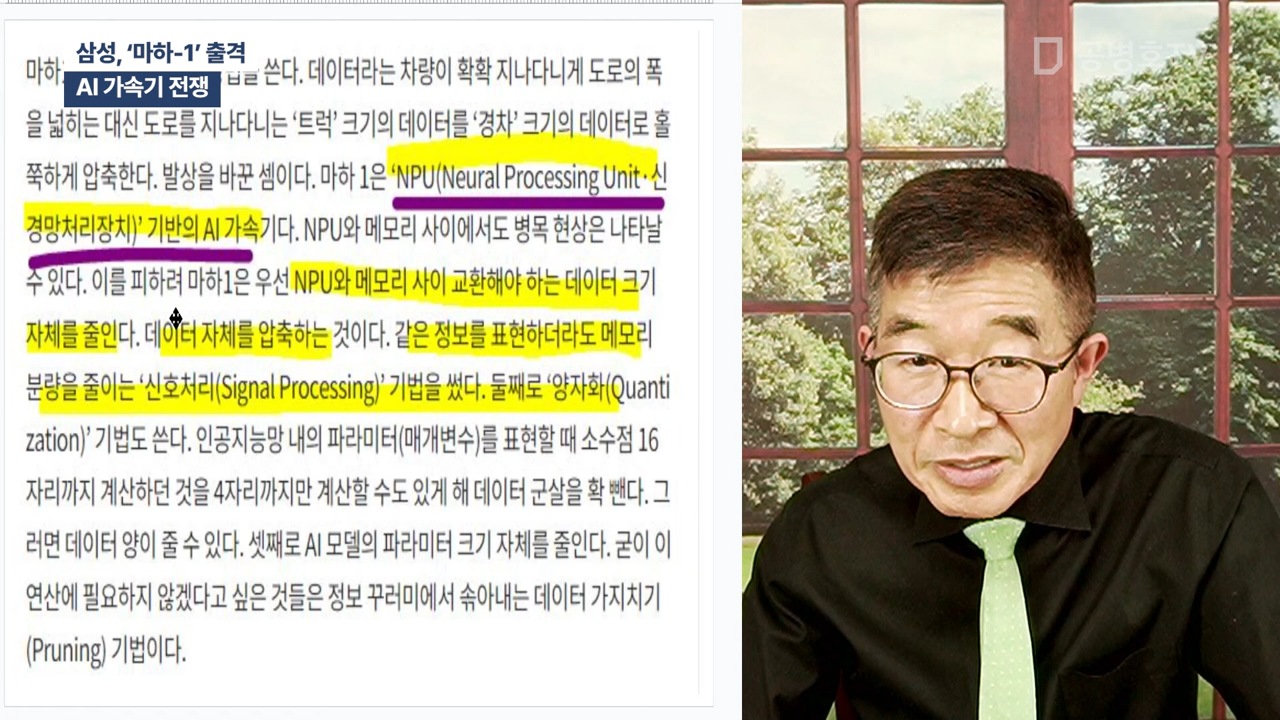 삼성, ‘마하-1’ 출격
AI 가속기 전쟁
공병호TV
마하 쓴다. 데이터라는 차량이 확확 지나다니게 도로의 폭
을 넓히는 대신 도로를 지나다니는 ‘트럭’ 크기의 데이터를 ‘경차’ 크기의 데이터로 홀
쭉하게 압축한다. 발상을 바꾼 셈이다. 마하 1은 ‘NPU(Neural Processing Unit·신
경망처리장치)’ 기반의 AI 가속기다. NPU와 메모리 사이에서도 병목 현상은 나타날
수 있다. 이를 피하려 마하1은 우선 NPU와 메모리 사이 교환해야 하는 데이터 크기
자체를 줄인다. 데이터 자체를 압축하는 것이다. 같은 정보를 표현하더라도 메모리
분량을 줄이는 ‘신호처리(Signal Processing)’ 기법을 썼다. 둘째로 ‘양자화(Quanti
zation)’ 기법도 쓴다. 인공지능망 내의 파라미터(매개변수)를 표현할 때 소수점 16
자리까지 계산하던 것을 4자리까지만 계산할 수도 있게 해 데이터 군살을 확 뺀다. 그
러면 데이터 양이 줄 수 있다. 셋째로 AI 모델의 파라미터 크기 자체를 줄인다. 굳이 이
연산에 필요하지 않겠다고 싶은 것들은 정보 꾸러미에서 솎아내는 데이터 가지치기
(Pruning) 기법이다.